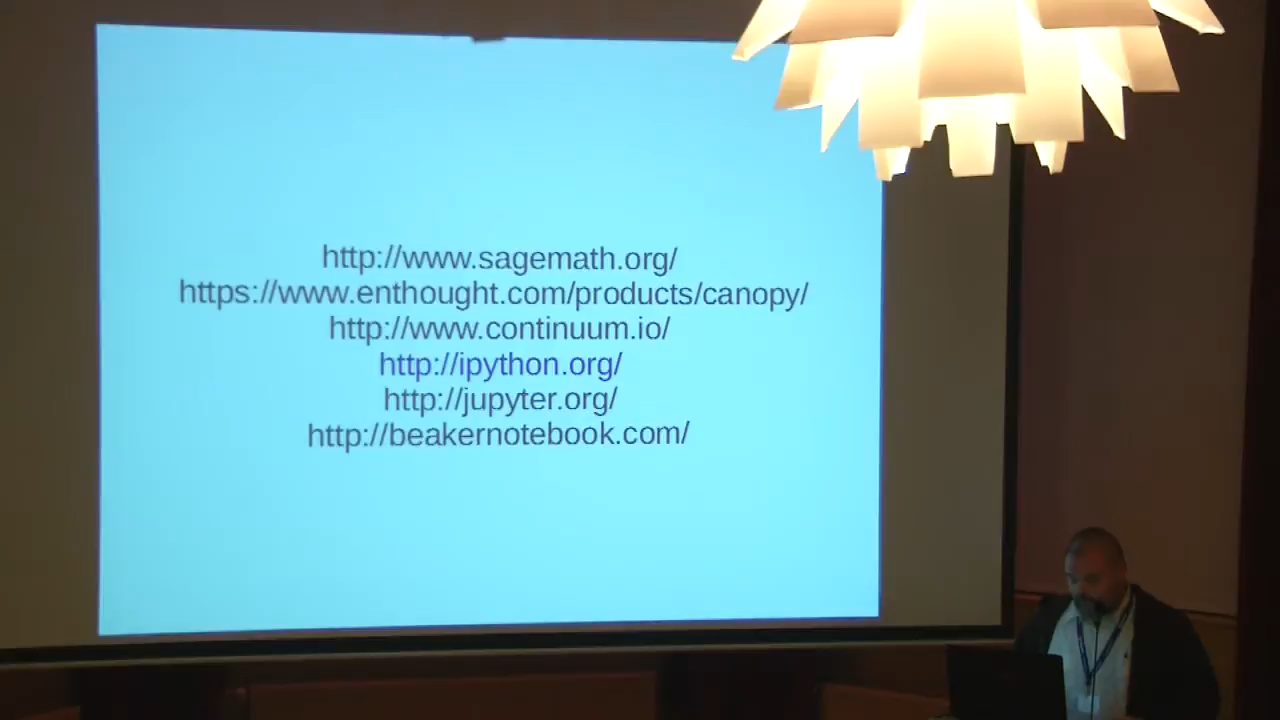 http://www.sagemath.org/
https://www.enthought.com/products/canopy/
http://www.continuum.io/
http://ipython.org/
http://jupyter.org/
http://beakernotebook.com/